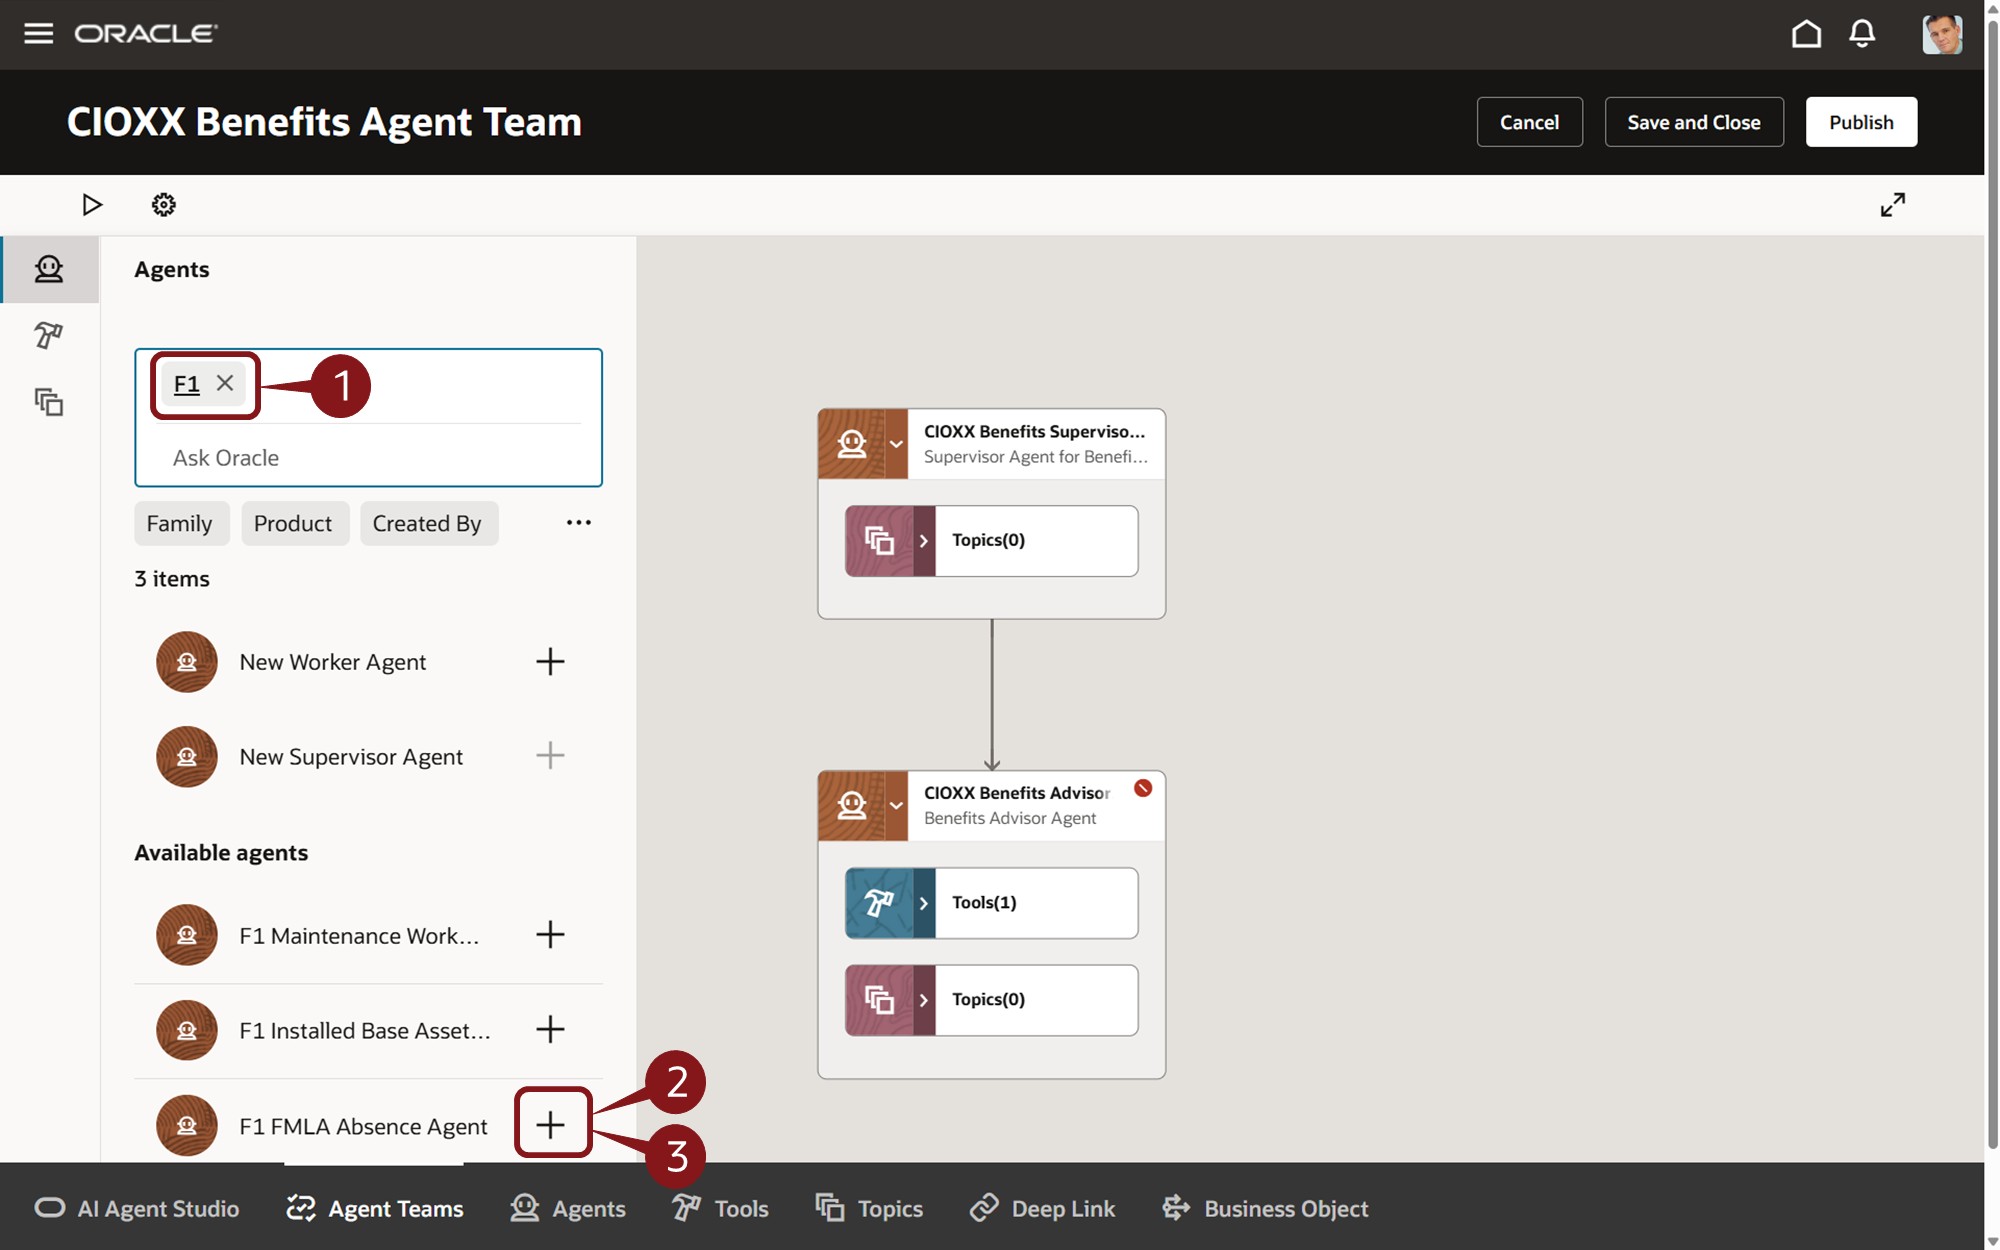 ORACLE
CIOXX Benefits Agent Team
Cancel
Save and Close
Publish
Agents
F1
1
Ask Oracle
Family
Product
Created By
3 items
New Worker Agent
New Supervisor Agent
Available agents
F1 Maintenance Work...
F1 Installed Base Asset...
F1 FMLA Absence Agent
2
3
CIOXX Benefits Superviso...
Supervisor Agent for Benefi...
Topics(0)
CIOXX Benefits Advisor
Benefits Advisor Agent
Tools(1)
Topics(0)
AI Agent Studio
Agent Teams
Agents
Tools
Topics
Deep Link
Business Object